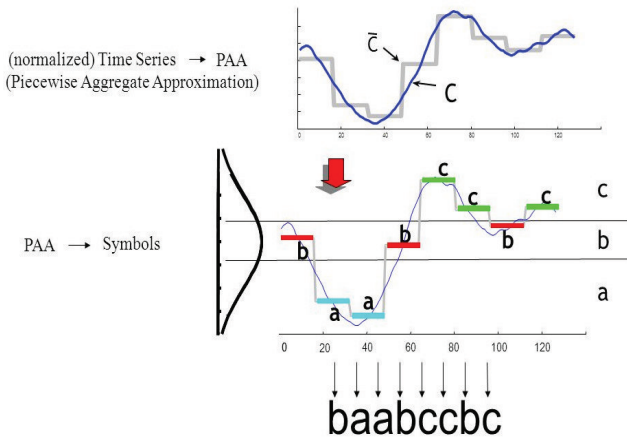 (normalized) Time Series → PAA
(Piecewise Aggregate Approximation)
C̅
C
0 20 40 60 80 100 120
c
c
c
c
b
b
b
b
a
a
a
PAA → Symbols
0 20 40 60 80 100 120
baabccbc